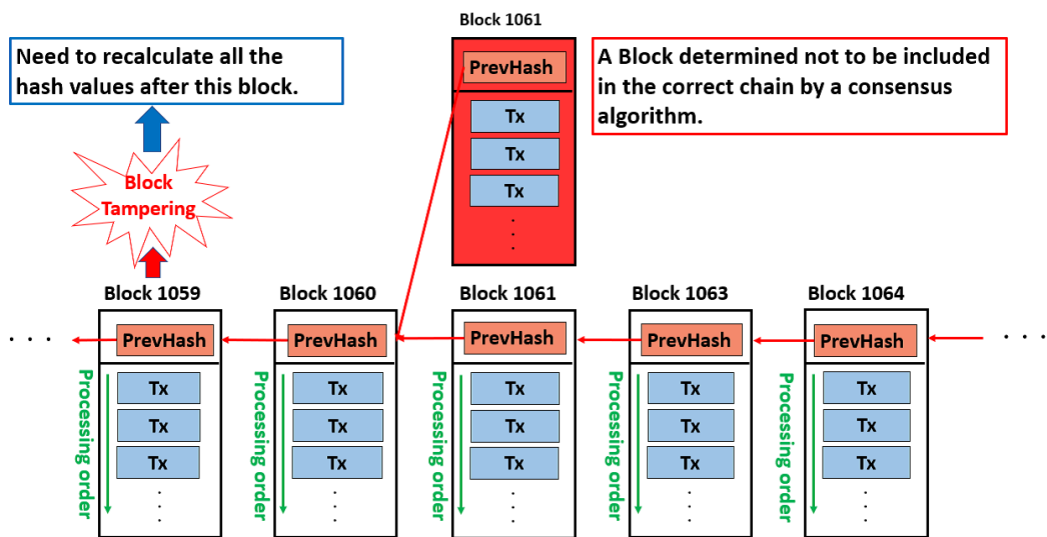 Block 1061
Need to recalculate all the
hash values after this block.
PrevHash
Tx
Tx
Tx
A Block determined not to be included
in the correct chain by a consensus
algorithm.
Block
Tampering
Block 1059
Block 1060
Block 1061
Block 1063
Block 1064
PrevHash
PrevHash
PrevHash
PrevHash
PrevHash
Processing order
Tx
Tx
Tx
Processing order
Tx
Tx
Tx
Processing order
Tx
Tx
Tx
Processing order
Tx
Tx
Tx
Processing order
Tx
Tx
Tx